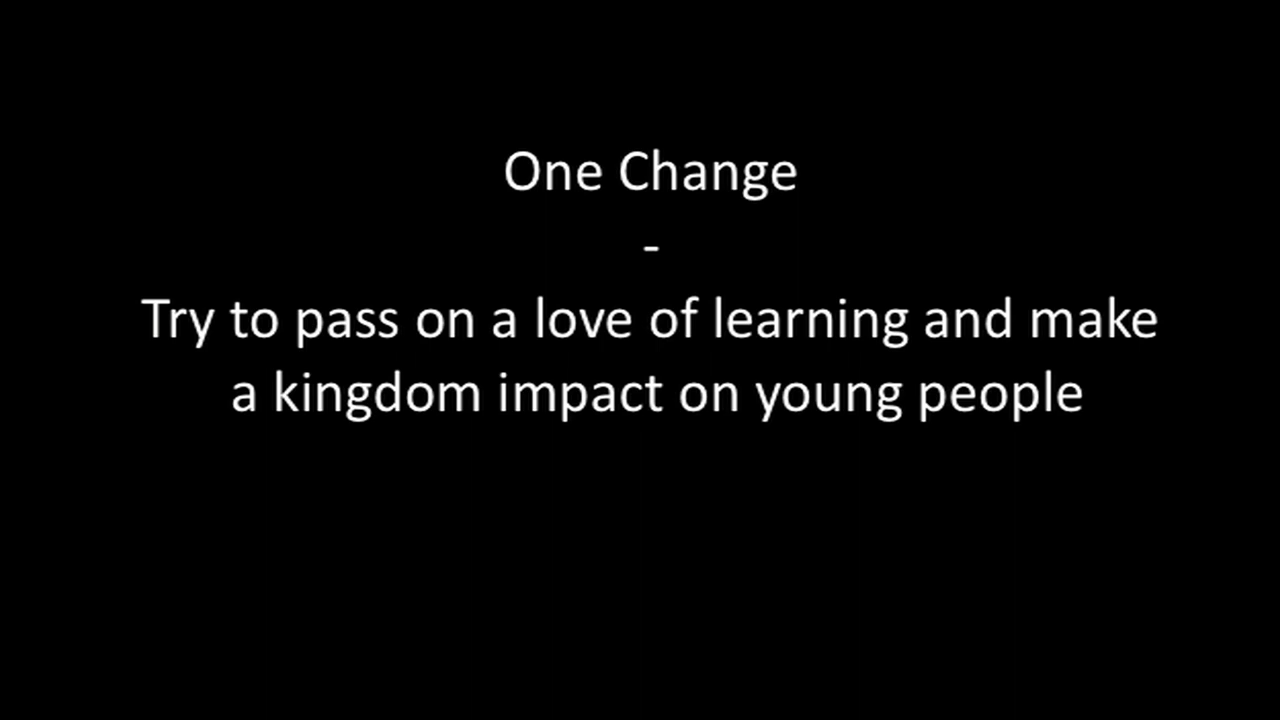 One Change
-
Try to pass on a love of learning and make
a kingdom impact on young people